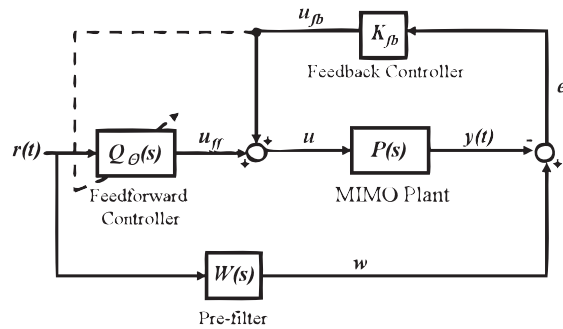 u_fb
K_fb
Feedback Controller
e
r(t)
Q_Θ(s)
u_ff
u
P(s)
y(t)
-
+
+
+
Feedforward
Controller
MIMO Plant
W(s)
w
Pre-filter